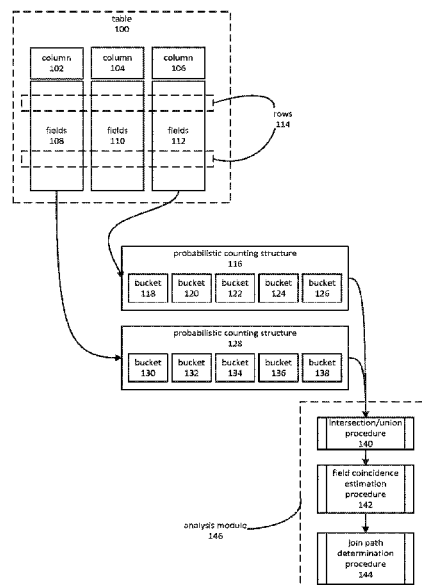 table
100
column
102
column
104
column
106
fields
108
fields
110
fields
112
rows
114
probabilistic counting structure
116
bucket
118
bucket
120
bucket
122
bucket
124
bucket
126
probabilistic counting structure
128
bucket
130
bucket
132
bucket
134
bucket
136
bucket
138
intersection/union
procedure
140
field coincidence
estimation
procedure
142
analysis module
146
join path
determination
procedure
144